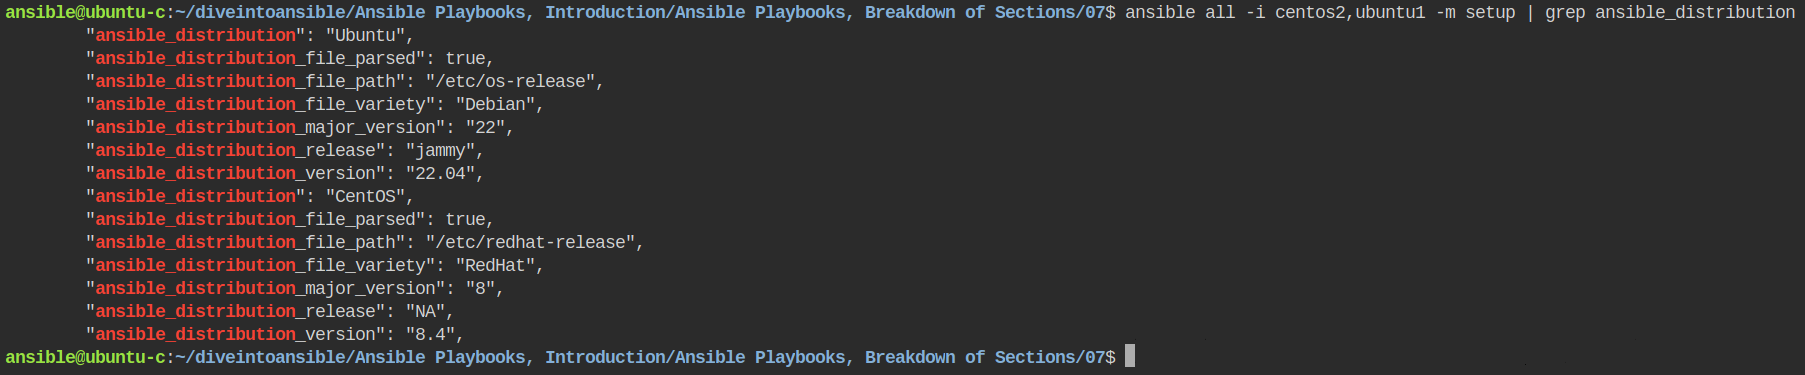 ansible@ubuntu-c:~/diveintoansible/Ansible Playbooks, Introduction/Ansible Playbooks, Breakdown of Sections/07$ ansible all -i centos2,ubuntu1 -m setup | grep ansible_distribution
"ansible_distribution": "Ubuntu",
"ansible_distribution_file_parsed": true,
"ansible_distribution_file_path": "/etc/os-release",
"ansible_distribution_file_variety": "Debian",
"ansible_distribution_major_version": "22",
"ansible_distribution_release": "jammy",
"ansible_distribution_version": "22.04",
"ansible_distribution": "CentOS",
"ansible_distribution_file_parsed": true,
"ansible_distribution_file_path": "/etc/redhat-release",
"ansible_distribution_file_variety": "RedHat",
"ansible_distribution_major_version": "8",
"ansible_distribution_release": "NA",
"ansible_distribution_version": "8.4",
ansible@ubuntu-c:~/diveintoansible/Ansible Playbooks, Introduction/Ansible Playbooks, Breakdown of Sections/07$